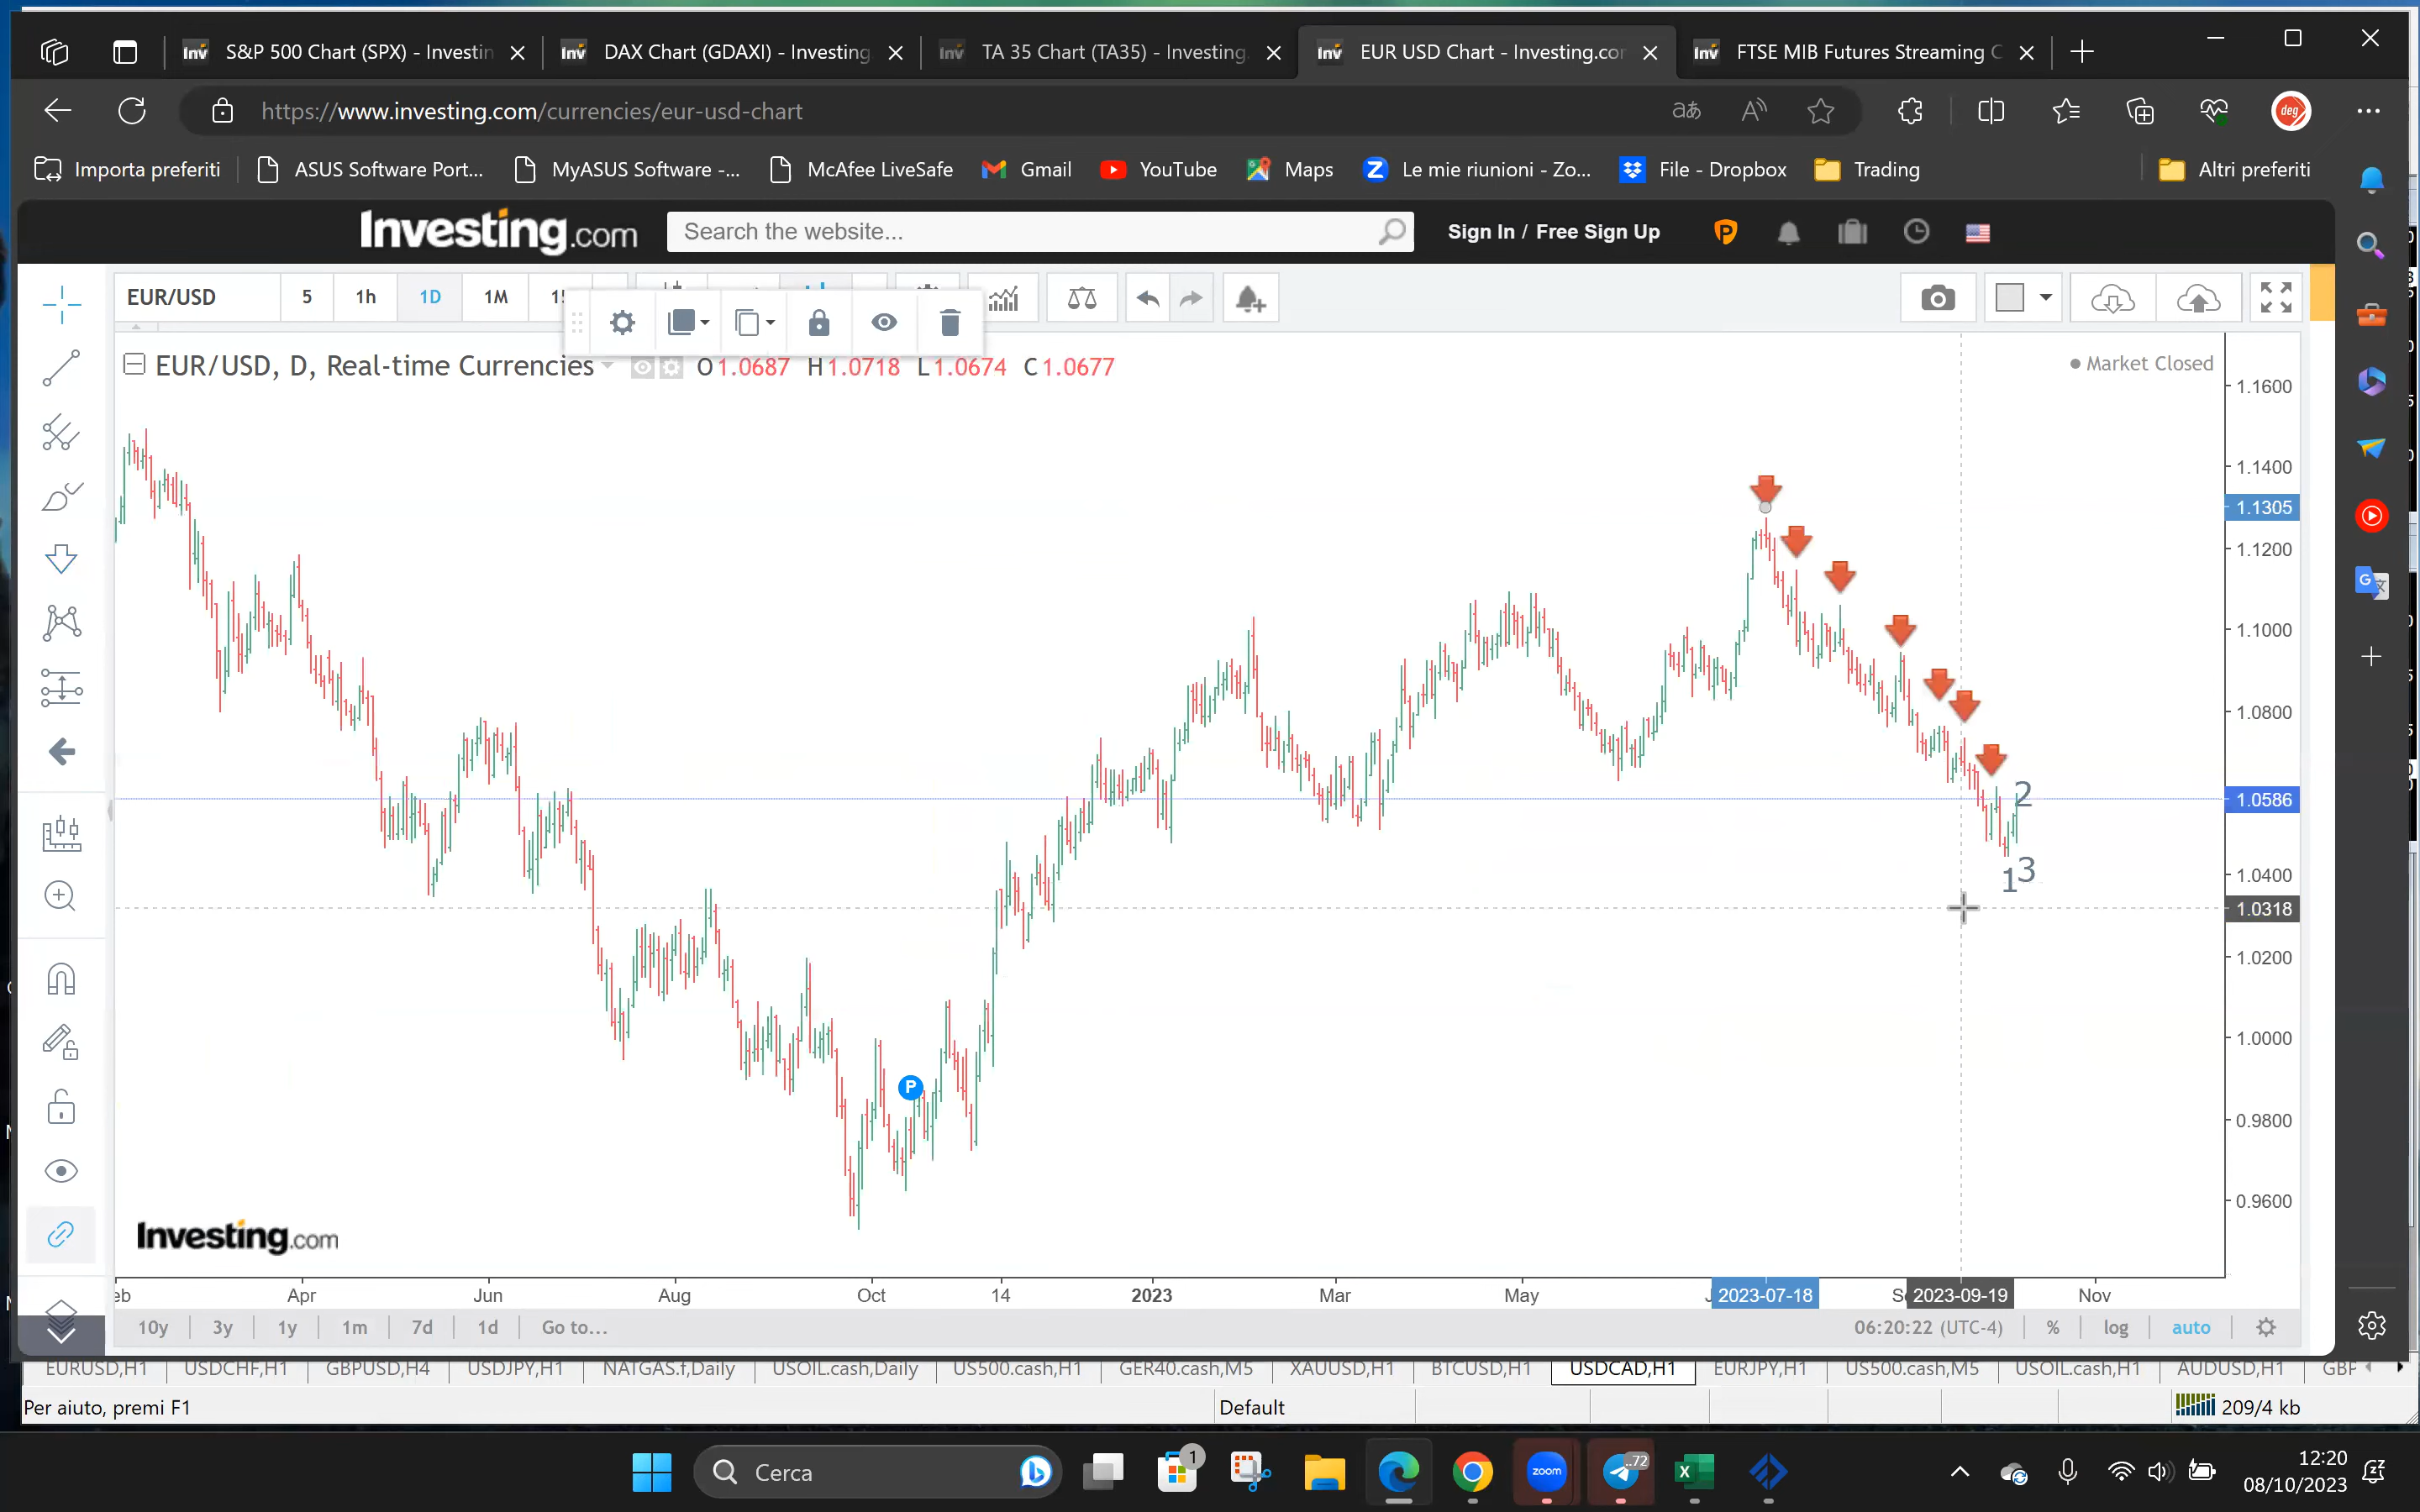 S&P 500 Chart (SPX) - Investin
DAX Chart (GDAXI) - Investing
TA 35 Chart (TA35) - Investing.
EUR USD Chart - Investing.cor
FTSE MIB Futures Streaming C
https://www.investing.com/currencies/eur-usd-chart
deg
Importa preferiti
ASUS Software Port...
MyASUS Software -...
McAfee LiveSafe
Gmail
YouTube
Maps
Le mie riunioni - Zo...
File - Dropbox
Trading
Altri preferiti
Investing.com
Search the website...
Sign In / Free Sign Up
EUR/USD
5
1h
1D
1M
EUR/USD, D, Real-time Currencies
O1.0687 H1.0718 L1.0674 C1.0677
Market Closed
1.1600
1.1400
1.1305
1.1200
1.1000
1.0800
1.0586
1.0400
1.0318
1.0200
1.0000
0.9800
0.9600
2
3
1
P
Investing.com
eb
Apr
Jun
Aug
Oct
14
2023
Mar
May
2023-07-18
2023-09-19
Nov
10y
3y
1y
1m
7d
1d
Go to...
06:20:22 (UTC-4)
%
log
auto
EURUSD,H1
USDCHF,H1
GBPUSD,H4
USDJPY,H1
NATGAS.f,Daily
USOIL.cash,Daily
US500.cash,H1
GER40.cash,M5
XAUUSD,H1
BTCUSD,H1
USDCAD,H1
EURJPY,H1
US500.cash,M5
USOIL.cash,H1
AUDUSD,H1
GBP
Per aiuto, premi F1
Default
209/4 kb
Cerca
1
zoom
..72
12:20
08/10/2023